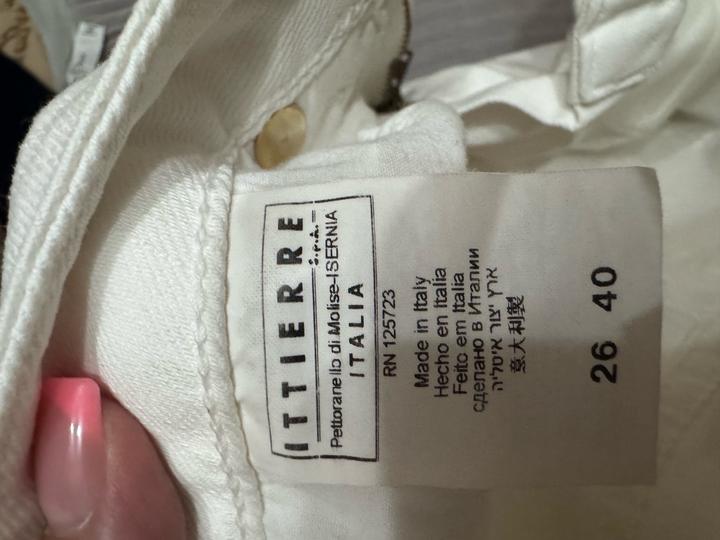 ITTIERRE S.p.A.
Pettoranello di Molise-ISERNIA
ITALIA
RN 125723
Made in Italy
Hecho en Italia
Feito em Italia
сделано в Италии
ארץ יצור איטליה
意大利製
26 40